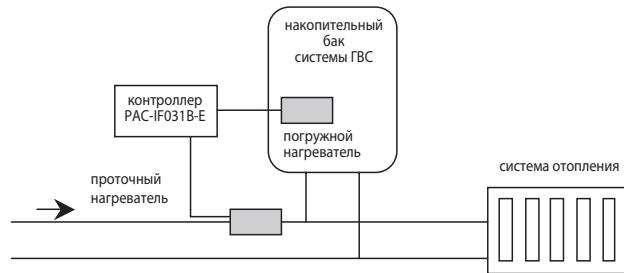 накопительный
бак
системы ГВС
контроллер
PAC-IF031B-E
погружной
нагреватель
проточный
нагреватель
система отопления